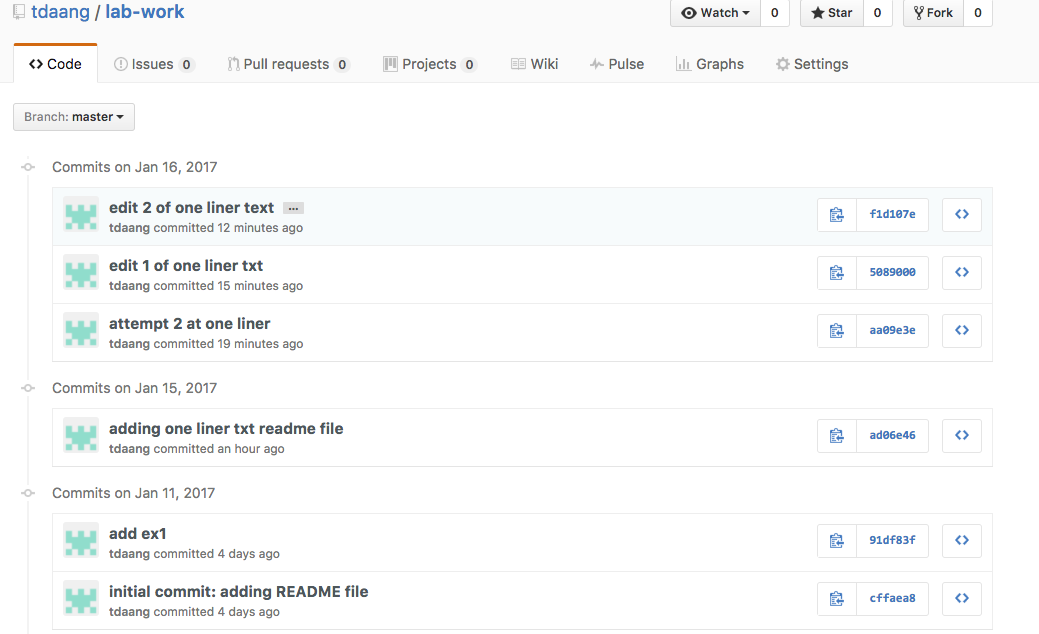 tdaang / lab-work
Watch 0 Star 0 Fork 0
Code Issues 0 Pull requests 0 Projects 0 Wiki Pulse Graphs Settings
Branch: master
Commits on Jan 16, 2017
edit 2 of one liner text …
tdaang committed 12 minutes ago
f1d107e
edit 1 of one liner txt
tdaang committed 15 minutes ago
5089000
attempt 2 at one liner
tdaang committed 19 minutes ago
aa09e3e
Commits on Jan 15, 2017
adding one liner txt readme file
tdaang committed an hour ago
ad06e46
Commits on Jan 11, 2017
add ex1
tdaang committed 4 days ago
91df83f
initial commit: adding README file
tdaang committed 4 days ago
cffaea8